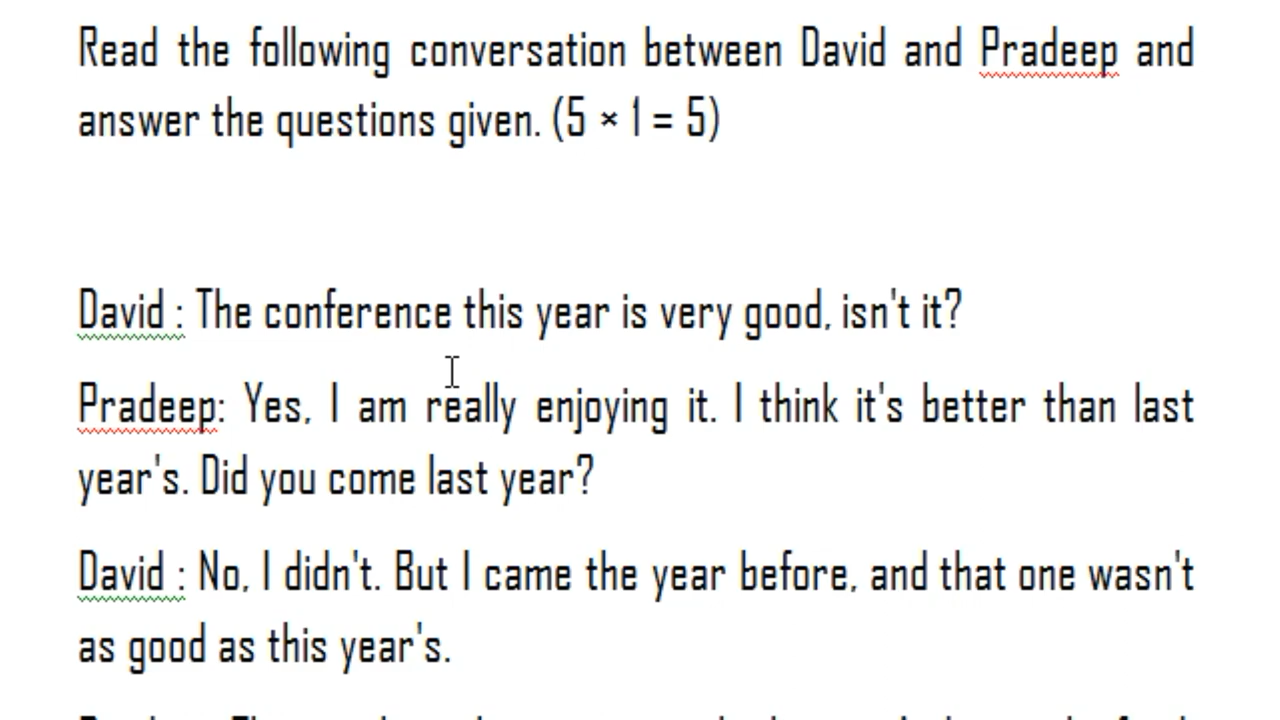 Read the following conversation between David and Pradeep and
answer the questions given. (5 × 1 = 5)
David : The conference this year is very good, isn't it?
Pradeep: Yes, I am really enjoying it. I think it's better than last
year's. Did you come last year?
David : No, I didn't. But I came the year before, and that one wasn't
as good as this year's.